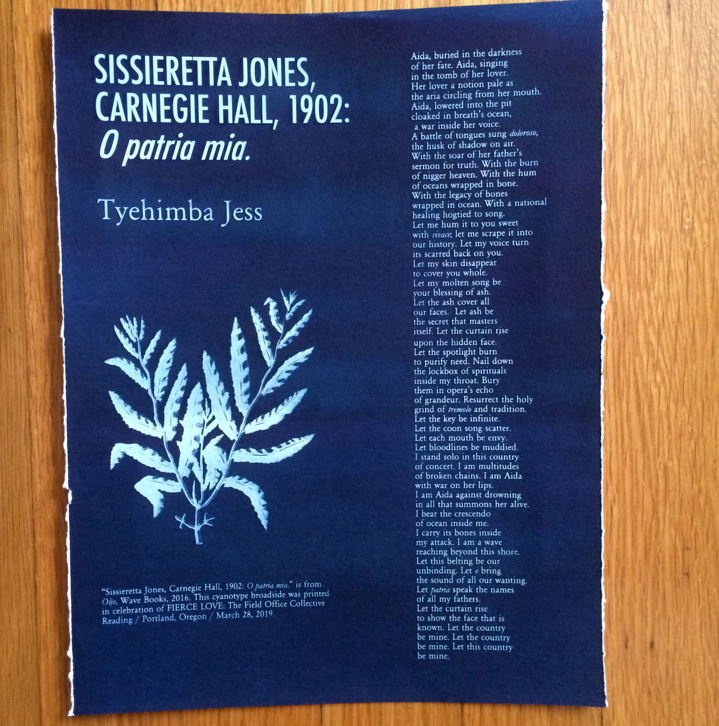 SISSIERETTA JONES,
CARNEGIE HALL, 1902:
O patria mia.
Tyehimba Jess
Aida, buried in the darkness
of her fate. Aida, singing
in the tomb of her lover.
Her lover a notion pale as
the aria circling from her mouth.
Aida, lowered into the pit
cloaked in breath's ocean,
a war inside her voice.
A battle of tongues sung doloroso,
the husk of shadow on air.
With the soar of her father's
sermon for truth. With the burn
of nigger heaven. With the hum
of oceans wrapped in bone.
With the legacy of bones
wrapped in ocean. With a national
healing hogtied to song.
Let me hum it to you sweet
with vivace; let me scrape it into
our history. Let my voice turn
its scarred back on you.
Let my skin disappear
to cover you whole.
Let my molten song be
your blessing of ash.
Let the ash cover all
our faces. Let ash be
the secret that masters
itself. Let the curtain rise
upon the hidden face.
Let the spotlight burn
to purify need. Nail down
the lockbox of spirituals
inside my throat. Bury
them in opera's echo
of grandeur. Resurrect the holy
grind of tremolo and tradition.
Let the key be infinite.
Let the coon song scatter.
Let each mouth be envy.
Let bloodlines be muddied.
I stand solo in this country
of concert. I am multitudes
of broken chains. I am Aida
with war on her lips.
I am Aida against drowning
in all that summons her alive.
I bear the crescendo
of ocean inside me.
I carry its bones inside
my attack. I am a wave
reaching beyond this shore.
Let this belting be our
unbinding. Let o bring
the sound of all our wanting.
Let patria speak the names
of all my fathers.
Let the curtain rise
to show the face that is
known. Let the country
be mine. Let the country
be mine. Let this country
be mine.
"Sissieretta Jones, Carnegie Hall, 1902: O patria mia." is from
Olio, Wave Books, 2016. This cyanotype broadside was printed
in celebration of FIERCE LOVE: The Field Office Collective
Reading / Portland, Oregon / March 28, 2019.